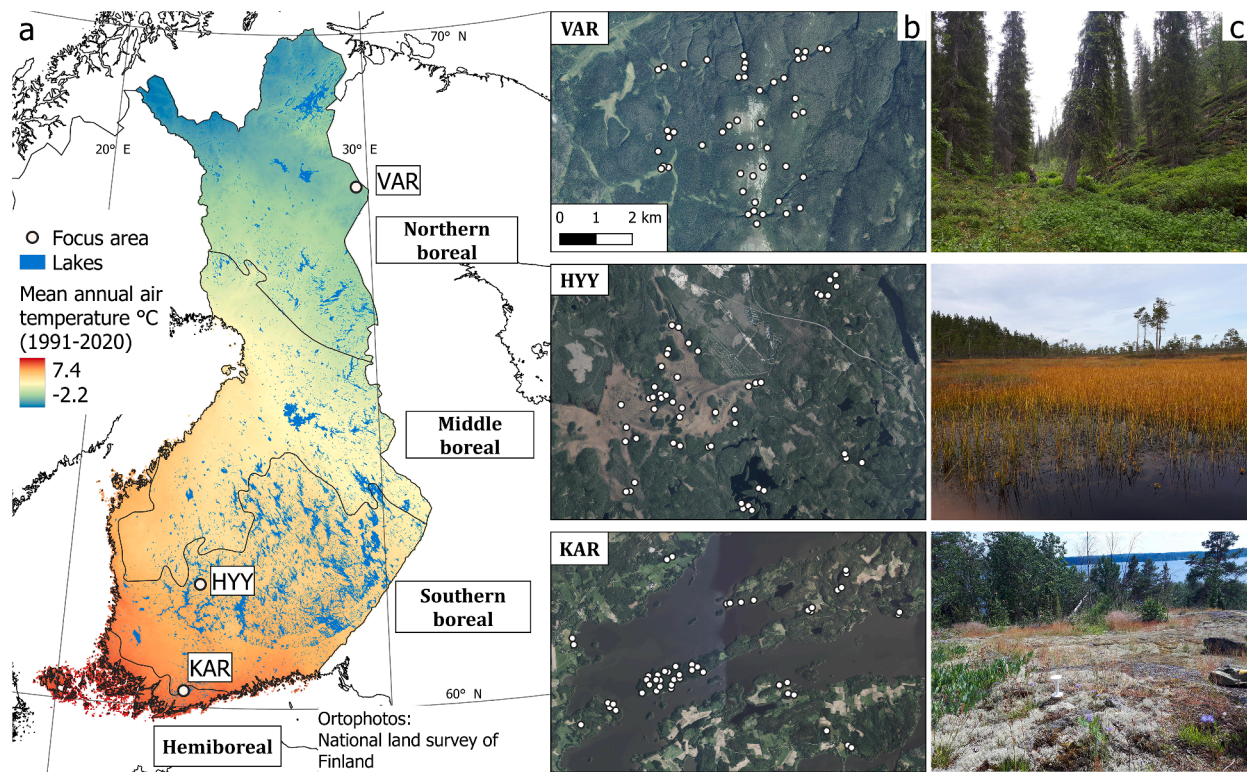 a
70° N
20° E
30° E
VAR
Focus area
Lakes
Mean annual air
temperature °C
(1991-2020)
7.4
-2.2
Northern
boreal
Middle
boreal
HYY
Southern
boreal
KAR
60° N
Hemiboreal
Ortophotos:
National land survey of
Finland
VAR
b
0 1 2 km
HYY
KAR
c